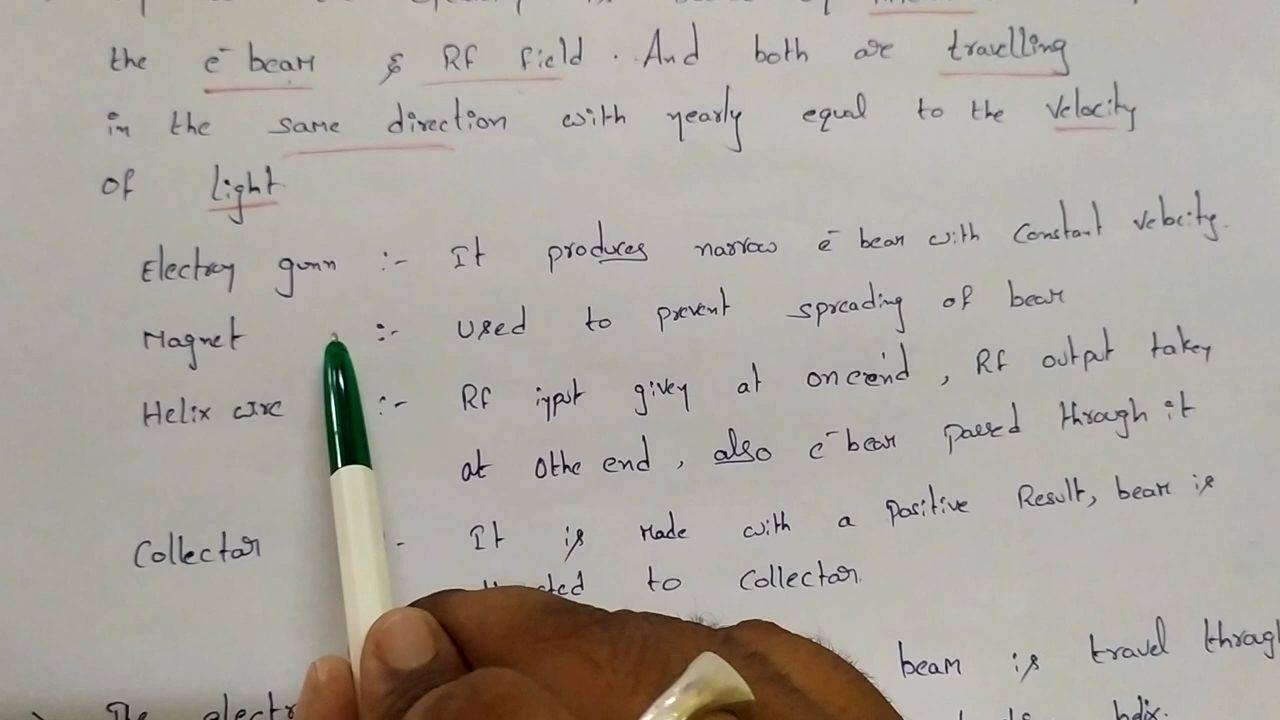 the e- beam & RF field. And both are travelling
in the same direction with nearly equal to the velocity
of light
Electron gunn :- It produces narrow e- beam with constant velocity.
Magnet :- used to prevent spreading of beam
Helix wire :- RF input given at one end, RF output taken
at othe end, also e- beam passed through it
Collector - It is made with a positive Result, beam is
to collector.
beam is travel through
The
helix.